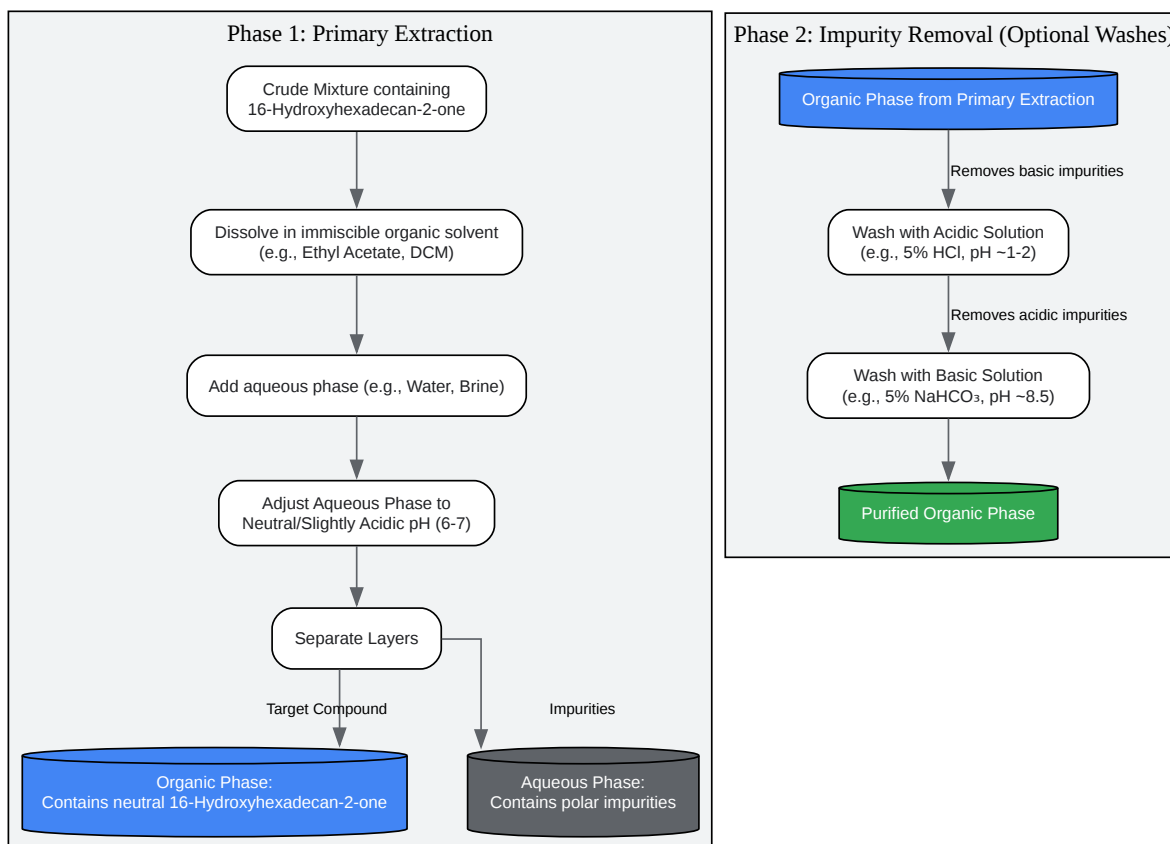 Phase 1: Primary Extraction
Crude Mixture containing
16-Hydroxyhexadecan-2-one
Dissolve in immiscible organic solvent
(e.g., Ethyl Acetate, DCM)
Add aqueous phase (e.g., Water, Brine)
Adjust Aqueous Phase to
Neutral/Slightly Acidic pH (6-7)
Separate Layers
Target Compound
Impurities
Organic Phase:
Contains neutral 16-Hydroxyhexadecan-2-one
Aqueous Phase:
Contains polar impurities
Phase 2: Impurity Removal (Optional Washes)
Organic Phase from Primary Extraction
Removes basic impurities
Wash with Acidic Solution
(e.g., 5% HCl, pH ~1-2)
Removes acidic impurities
Wash with Basic Solution
(e.g., 5% NaHCO₃, pH ~8.5)
Purified Organic Phase